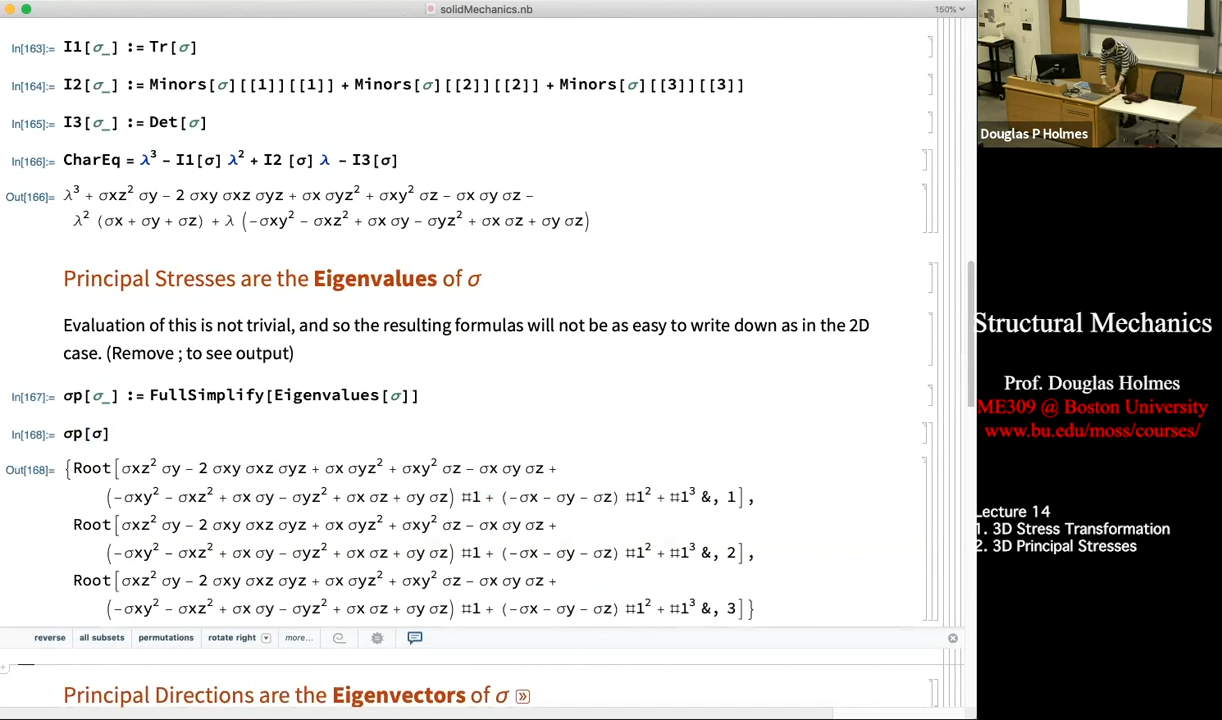 solidMechanics.nb
150%
In[163]:= I1[σ_] := Tr[σ]
In[164]:= I2[σ_] := Minors[σ][[1]][[1]] + Minors[σ][[2]][[2]] + Minors[σ][[3]][[3]]
In[165]:= I3[σ_] := Det[σ]
In[166]:= CharEq = λ³ - I1[σ] λ² + I2 [σ] λ - I3[σ]
Out[166]= λ³ + σxz² σy - 2 σxy σxz σyz + σx σyz² + σxy² σz - σx σy σz -
λ² (σx + σy + σz) + λ (-σxy² - σxz² + σx σy - σyz² + σx σz + σy σz)
Principal Stresses are the Eigenvalues of σ
Evaluation of this is not trivial, and so the resulting formulas will not be as easy to write down as in the 2D
case. (Remove ; to see output)
In[167]:= σp[σ_] := FullSimplify[Eigenvalues[σ]]
In[168]:= σp[σ]
Out[168]= {Root[σxz² σy - 2 σxy σxz σyz + σx σyz² + σxy² σz - σx σy σz +
(-σxy² - σxz² + σx σy - σyz² + σx σz + σy σz) #1 + (-σx - σy - σz) #1² + #1³ &, 1],
Root[σxz² σy - 2 σxy σxz σyz + σx σyz² + σxy² σz - σx σy σz +
(-σxy² - σxz² + σx σy - σyz² + σx σz + σy σz) #1 + (-σx - σy - σz) #1² + #1³ &, 2],
Root[σxz² σy - 2 σxy σxz σyz + σx σyz² + σxy² σz - σx σy σz +
(-σxy² - σxz² + σx σy - σyz² + σx σz + σy σz) #1 + (-σx - σy - σz) #1² + #1³ &, 3]}
reverse all subsets permutations rotate right more...
Principal Directions are the Eigenvectors of σ »
Douglas P Holmes
Structural Mechanics
Prof. Douglas Holmes
ME309 @ Boston University
www.bu.edu/moss/courses/
Lecture 14
1. 3D Stress Transformation
2. 3D Principal Stresses